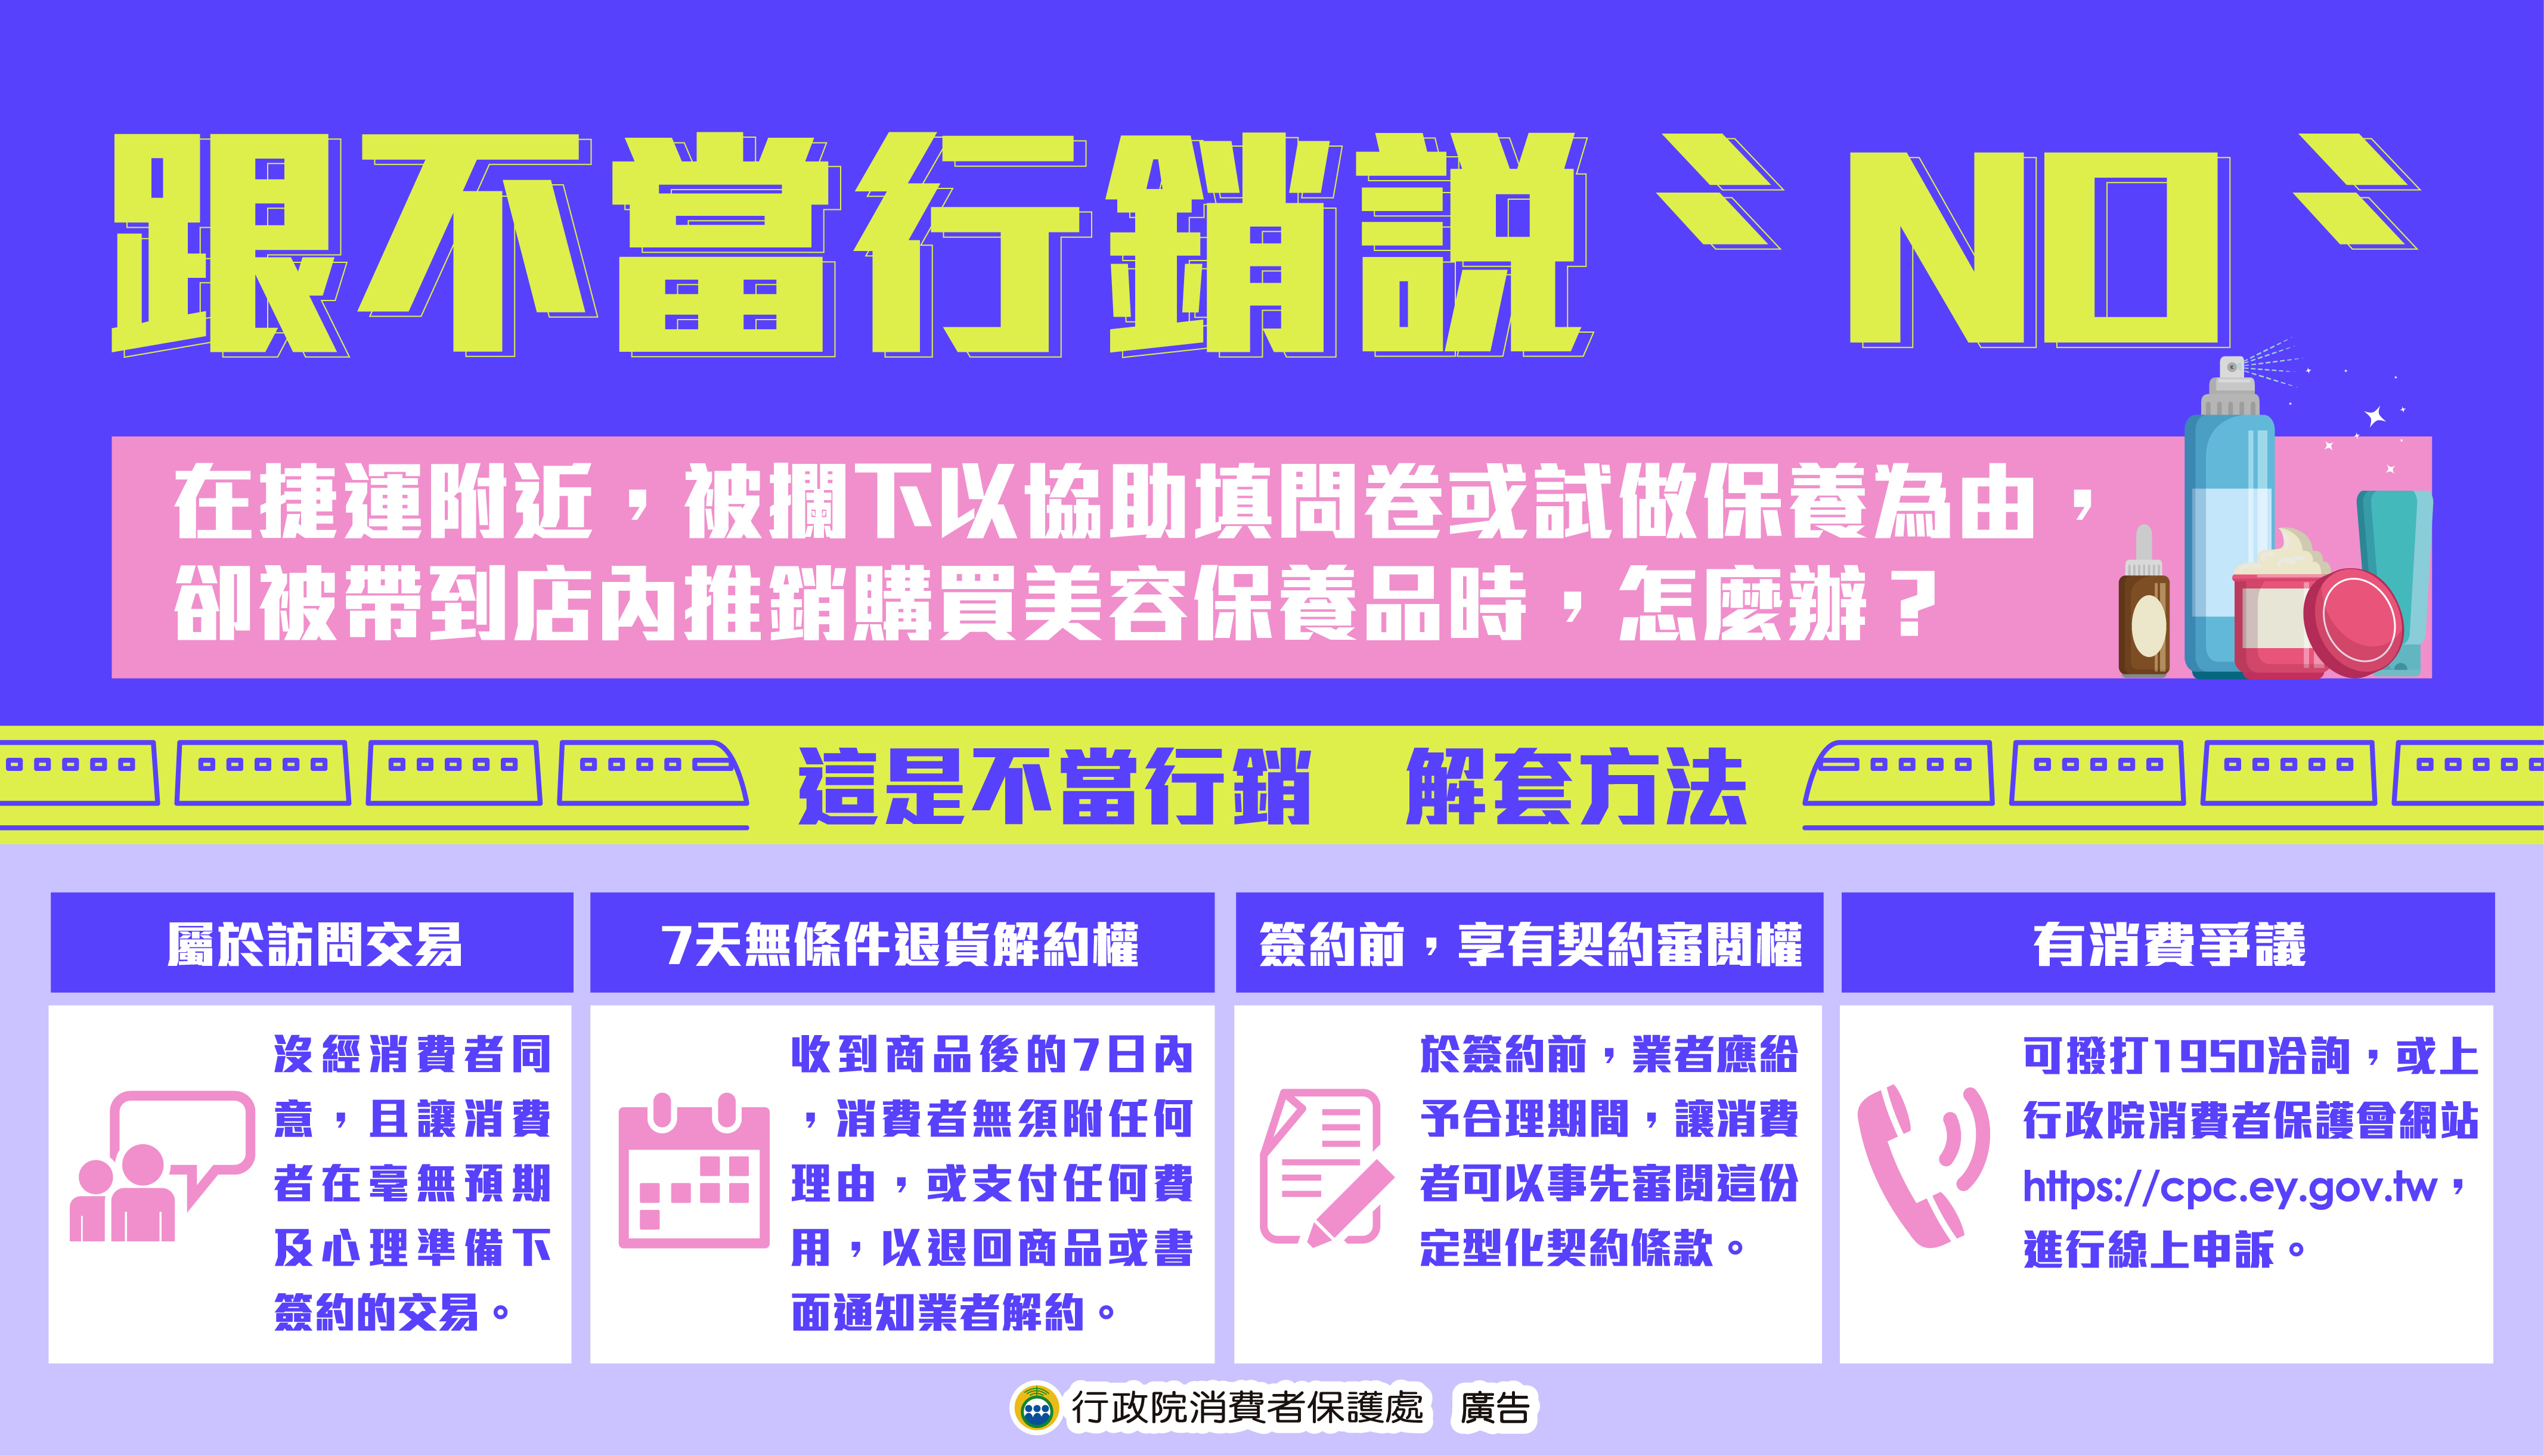 跟不當行銷說〝NO〝
在捷運附近，被攔下以協助填問卷或試做保養為由，
卻被帶到店內推銷購買美容保養品時，怎麼辦？
這是不當行銷　解套方法
屬於訪問交易
沒經消費者同
意，且讓消費
者在毫無預期
及心理準備下
簽約的交易。
7天無條件退貨解約權
收到商品後的7日內
，消費者無須附任何
理由，或支付任何費
用，以退回商品或書
面通知業者解約。
簽約前，享有契約審閱權
於簽約前，業者應給
予合理期間，讓消費
者可以事先審閱這份
定型化契約條款。
有消費爭議
可撥打1950洽詢，或上
行政院消費者保護會網站
https://cpc.ey.gov.tw，
進行線上申訴。
行政院消費者保護處　廣告